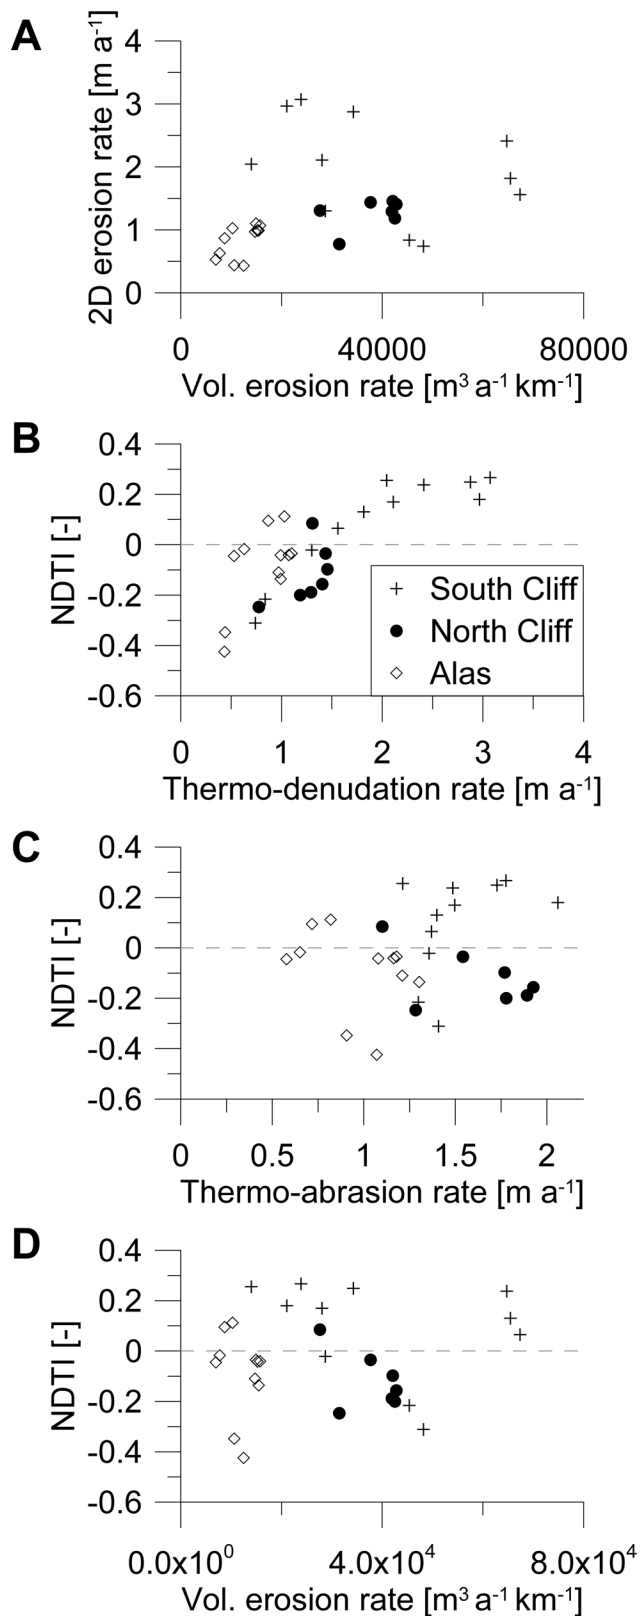 A
2D erosion rate [m a⁻¹]
4
3
2
1
0
0 40000 80000
Vol. erosion rate [m³ a⁻¹ km⁻¹]
B
NDTI [-]
0.4
0.2
0
-0.2
-0.4
-0.6
South Cliff
North Cliff
Alas
0 1 2 3 4
Thermo-denudation rate [m a⁻¹]
C
NDTI [-]
0.4
0.2
0
-0.2
-0.4
-0.6
0 0.5 1 1.5 2
Thermo-abrasion rate [m a⁻¹]
D
NDTI [-]
0.4
0.2
0
-0.2
-0.4
-0.6
0.0x10⁰ 4.0x10⁴ 8.0x10⁴
Vol. erosion rate [m³ a⁻¹ km⁻¹]